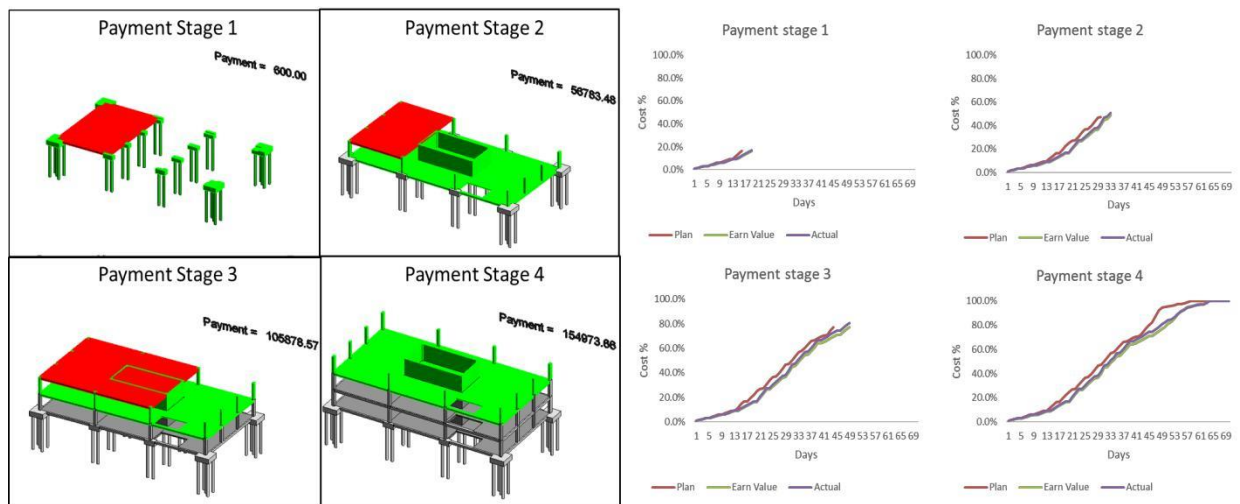 Payment Stage 1
Payment = 600.00
Payment Stage 2
Payment = 56783.48
Payment Stage 3
Payment = 105878.57
Payment Stage 4
Payment = 154973.66
Payment stage 1
100.0%
80.0%
60.0%
40.0%
20.0%
0.0%
Cost %
1 5 9 13 17 21 25 29 33 37 41 45 49 53 57 61 65 69
Days
Plan Earn Value Actual
Payment stage 2
100.0%
80.0%
60.0%
40.0%
20.0%
0.0%
Cost %
1 5 9 13 17 21 25 29 33 37 41 45 49 53 57 61 65 69
Days
Plan Earn Value Actual
Payment stage 3
100.0%
80.0%
60.0%
40.0%
20.0%
0.0%
Cost %
1 5 9 13 17 21 25 29 33 37 41 45 49 53 57 61 65 69
Days
Plan Earn Value Actual
Payment stage 4
100.0%
80.0%
60.0%
40.0%
20.0%
0.0%
Cost %
1 5 9 13 17 21 25 29 33 37 41 45 49 53 57 61 65 69
Days
Plan Earn Value Actual